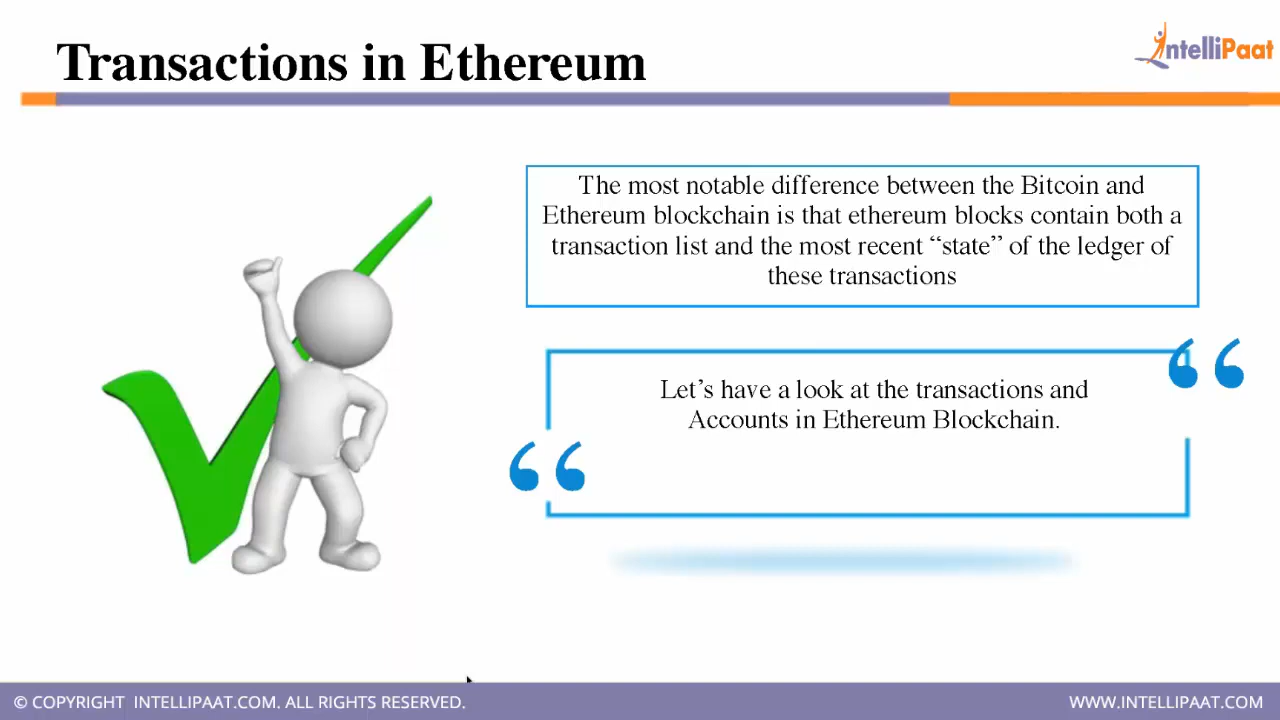 Transactions in Ethereum
IntelliPaat
The most notable difference between the Bitcoin and
Ethereum blockchain is that ethereum blocks contain both a
transaction list and the most recent “state” of the ledger of
these transactions
Let’s have a look at the transactions and
Accounts in Ethereum Blockchain.
© COPYRIGHT INTELLIPAAT.COM. ALL RIGHTS RESERVED.
WWW.INTELLIPAAT.COM